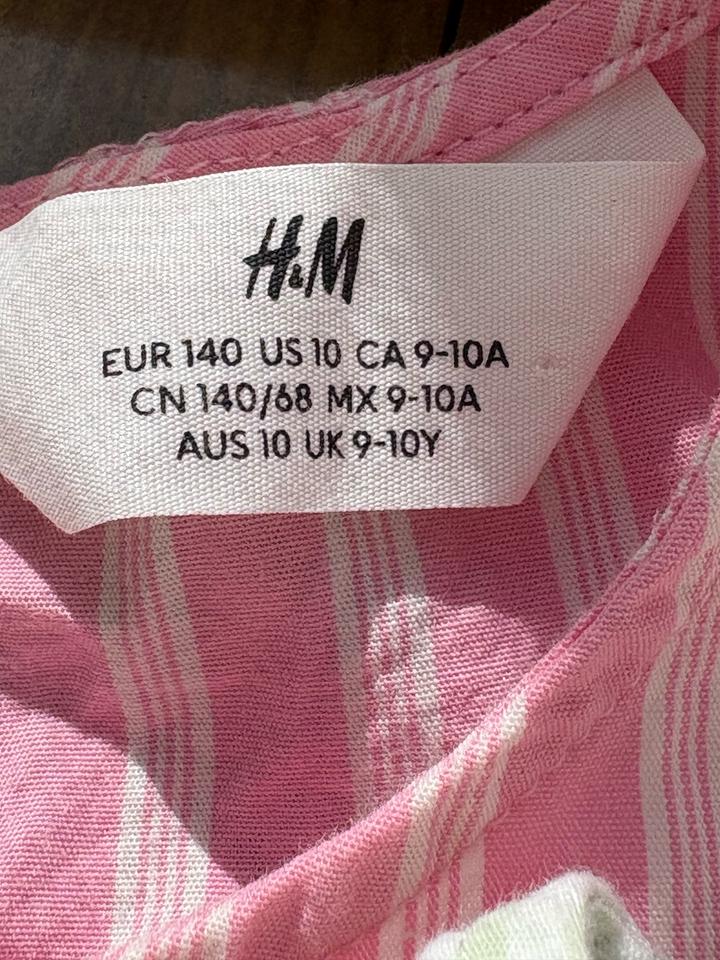 H&M
EUR 140 US 10 CA 9-10A
CN 140/68 MX 9-10A
AUS 10 UK 9-10Y